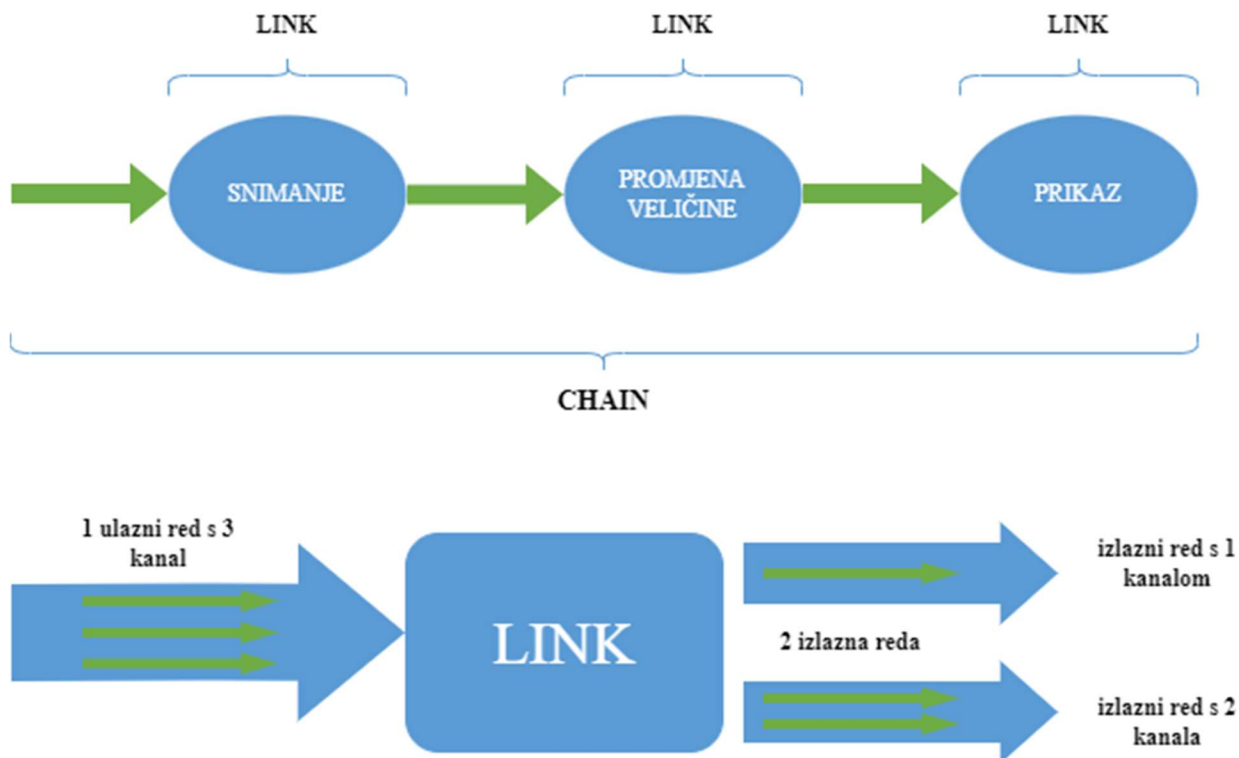 LINK
LINK
LINK
SNIMANJE
PROMJENA
VELIČINE
PRIKAZ
CHAIN
1 ulazni red s 3
kanal
LINK
izlazni red s 1
kanalom
2 izlazna reda
izlazni red s 2
kanala